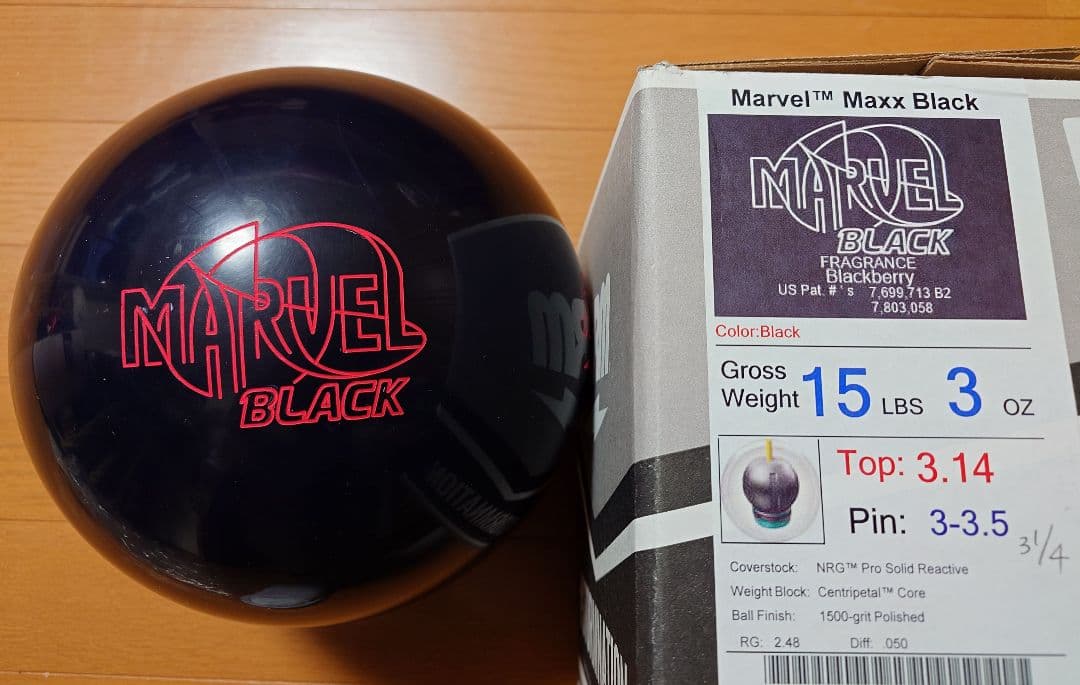 MARVEL
BLACK
Marvel™ Maxx Black
MARVEL
BLACK
FRAGRANCE
Blackberry
US Pat. #'s 7,699,713 B2
7,803,058
Color:Black
Gross
Weight 15 LBS 3 OZ
Top: 3.14
Pin: 3-3.5
3 1/4
Coverstock: NRG™ Pro Solid Reactive
Weight Block: Centripetal™ Core
Ball Finish: 1500-grit Polished
RG: 2.48 Diff: .050